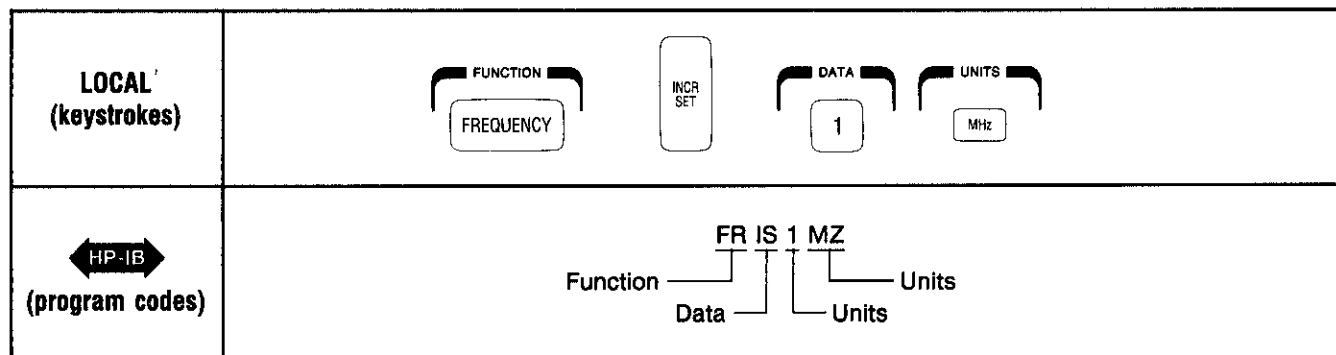 LOCAL
(keystrokes)
FUNCTION
FREQUENCY
INCR
SET
DATA
1
UNITS
MHz
HP-IB
(program codes)
FR IS 1 MZ
Function
Units
Data
Units